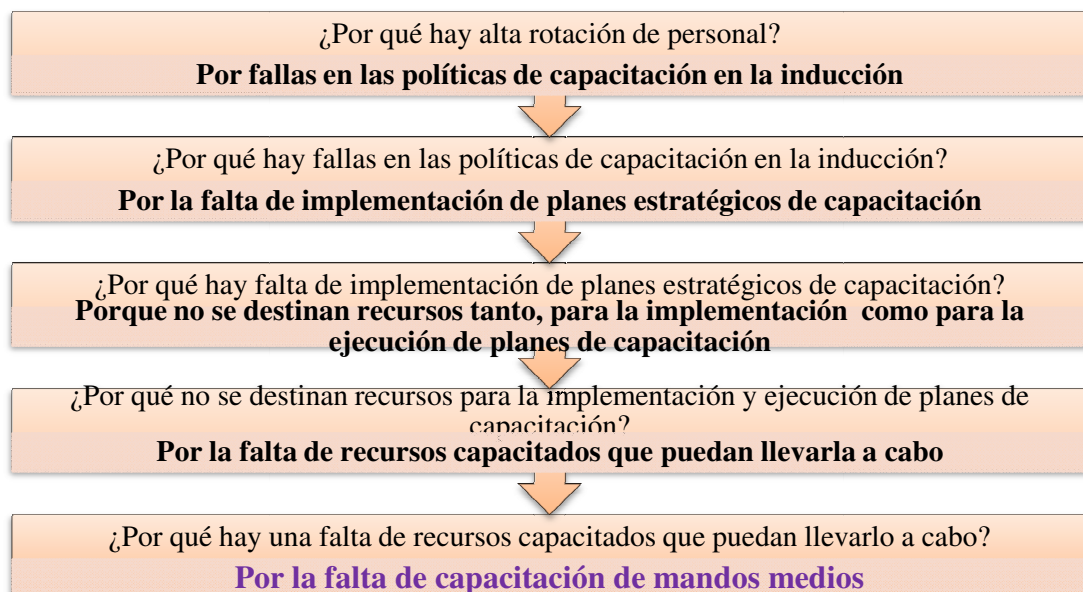 ¿Por qué hay alta rotación de personal?
Por fallas en las políticas de capacitación en la inducción
¿Por qué hay fallas en las políticas de capacitación en la inducción?
Por la falta de implementación de planes estratégicos de capacitación
¿Por qué hay falta de implementación de planes estratégicos de capacitación?
Porque no se destinan recursos tanto, para la implementación como para la
ejecución de planes de capacitación
¿Por qué no se destinan recursos para la implementación y ejecución de planes de
capacitación?
Por la falta de recursos capacitados que puedan llevarla a cabo
¿Por qué hay una falta de recursos capacitados que puedan llevarlo a cabo?
Por la falta de capacitación de mandos medios